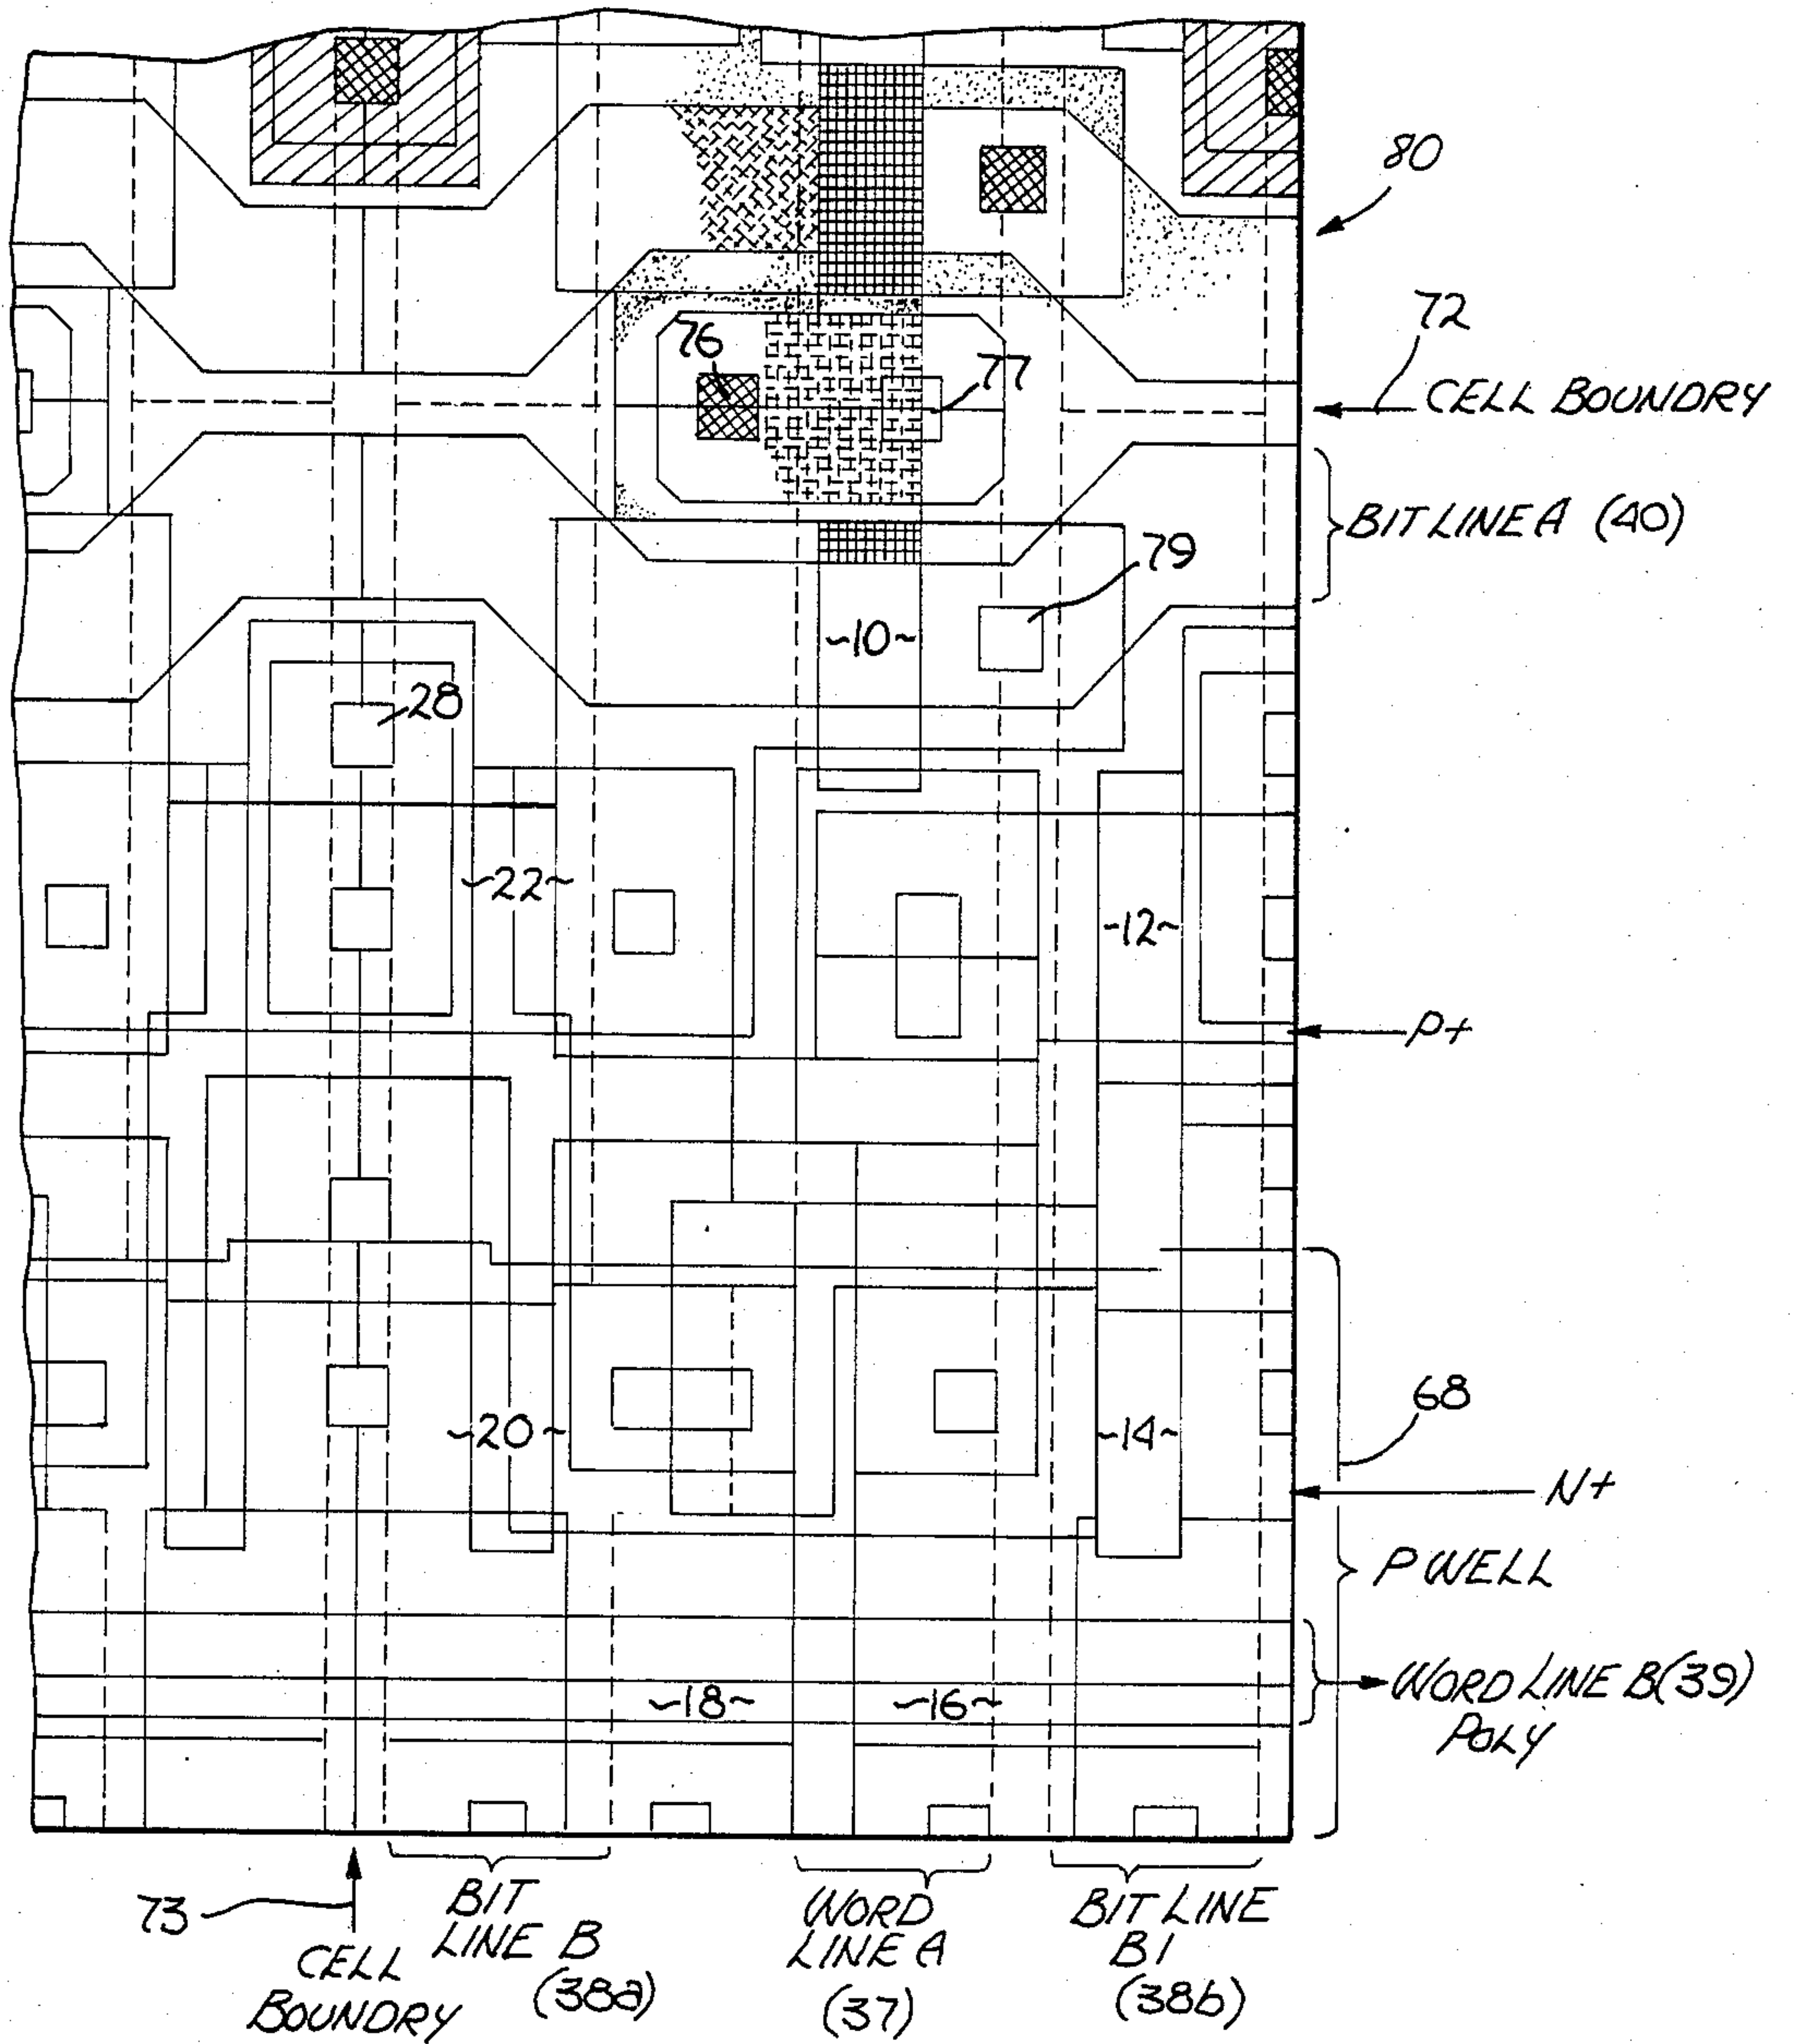 80
72
CELL BOUNDRY
76
77
BIT LINE A (40)
79
~10~
28
~22~
~12~
P+
68
~20~
~14~
N+
P WELL
WORD LINE B(39)
POLY
~18~
~16~
73
CELL
BOUNDRY
BIT
LINE B
(38a)
WORD
LINE A
(37)
BIT LINE
B1
(38b)